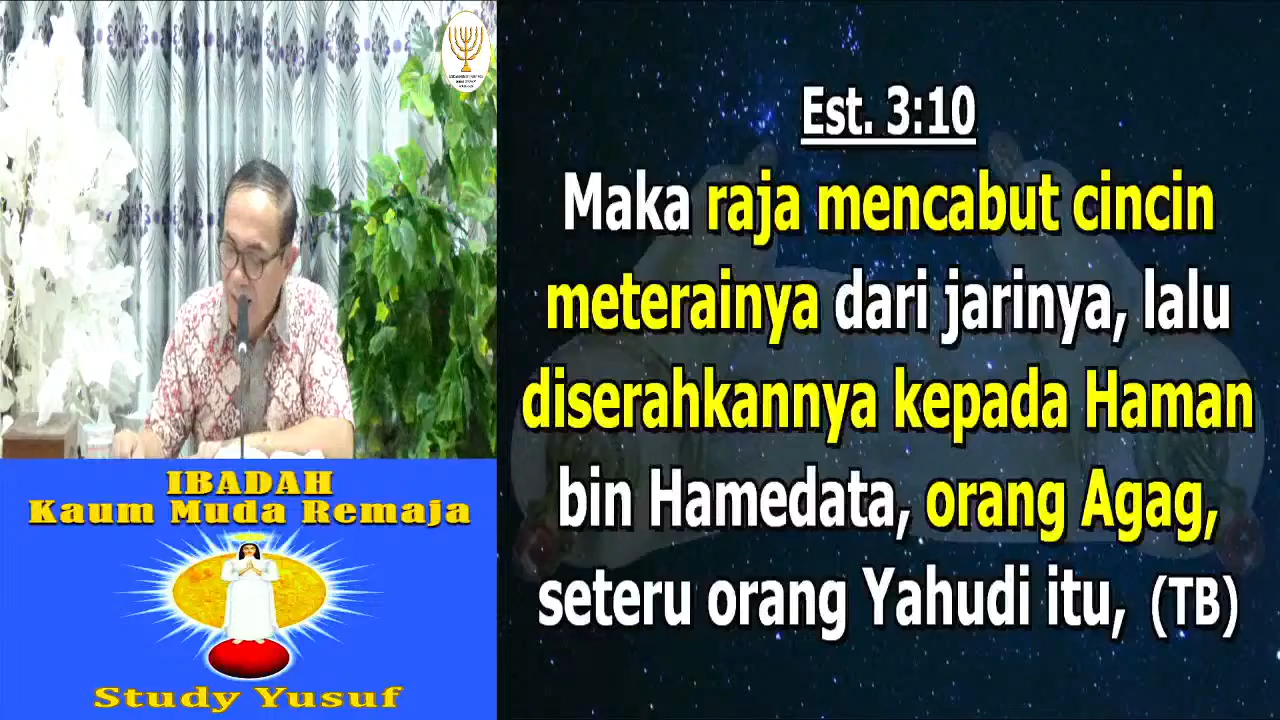 Est. 3:10
Maka raja mencabut cincin
meterainya dari jarinya, lalu
diserahkannya kepada Haman
bin Hamedata, orang Agag,
seteru orang Yahudi itu, (TB)
IBADAH
Kaum Muda Remaja
Study Yusuf